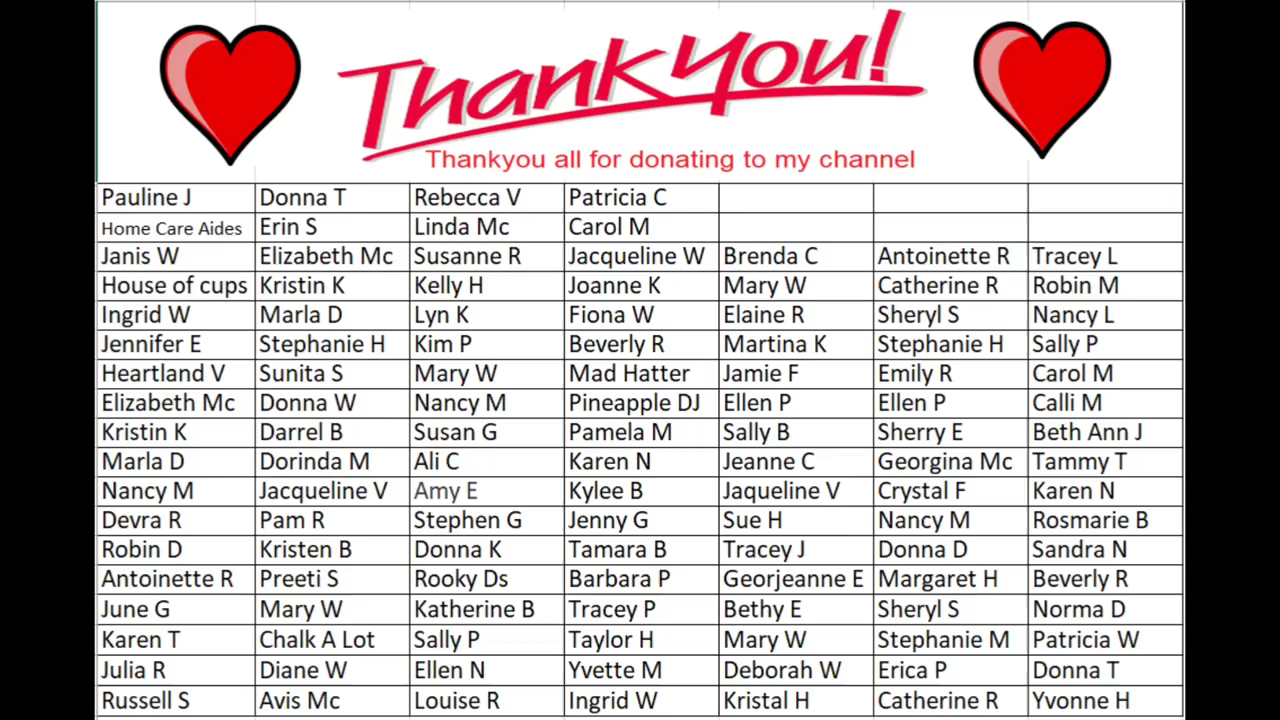 Thank you!
Thankyou all for donating to my channel
Pauline J Donna T Rebecca V Patricia C
Home Care Aides Erin S Linda Mc Carol M
Janis W Elizabeth Mc Susanne R Jacqueline W Brenda C Antoinette R Tracey L
House of cups Kristin K Kelly H Joanne K Mary W Catherine R Robin M
Ingrid W Marla D Lyn K Fiona W Elaine R Sheryl S Nancy L
Jennifer E Stephanie H Kim P Beverly R Martina K Stephanie H Sally P
Heartland V Sunita S Mary W Mad Hatter Jamie F Emily R Carol M
Elizabeth Mc Donna W Nancy M Pineapple DJ Ellen P Ellen P Calli M
Kristin K Darrel B Susan G Pamela M Sally B Sherry E Beth Ann J
Marla D Dorinda M Ali C Karen N Jeanne C Georgina Mc Tammy T
Nancy M Jacqueline V Amy E Kylee B Jaqueline V Crystal F Karen N
Devra R Pam R Stephen G Jenny G Sue H Nancy M Rosmarie B
Robin D Kristen B Donna K Tamara B Tracey J Donna D Sandra N
Antoinette R Preeti S Rooky Ds Barbara P Georjeanne E Margaret H Beverly R
June G Mary W Katherine B Tracey P Bethy E Sheryl S Norma D
Karen T Chalk A Lot Sally P Taylor H Mary W Stephanie M Patricia W
Julia R Diane W Ellen N Yvette M Deborah W Erica P Donna T
Russell S Avis Mc Louise R Ingrid W Kristal H Catherine R Yvonne H